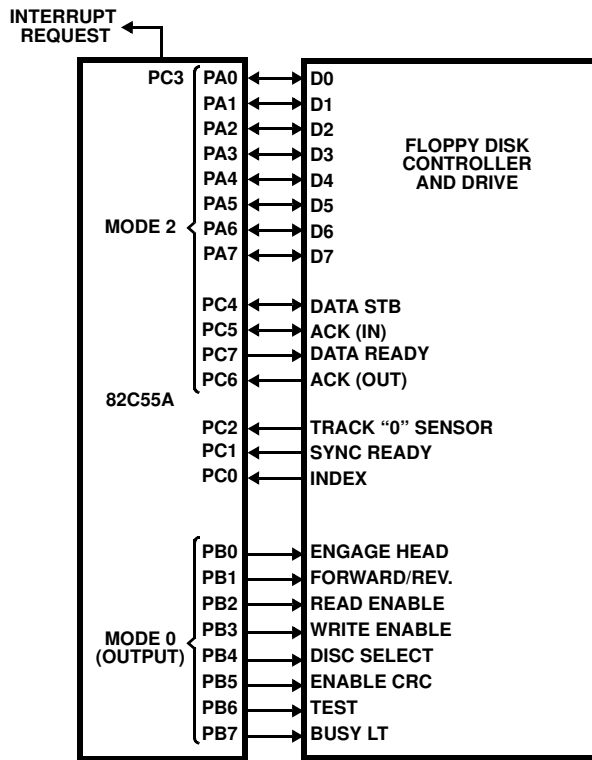 INTERRUPT
REQUEST
PC3 PA0 D0
PA1 D1
PA2 D2
PA3 D3
PA4 D4
PA5 D5
MODE 2 PA6 D6
PA7 D7
FLOPPY DISK
CONTROLLER
AND DRIVE
PC4 DATA STB
PC5 ACK (IN)
PC7 DATA READY
PC6 ACK (OUT)
82C55A
PC2 TRACK “0” SENSOR
PC1 SYNC READY
PC0 INDEX
PB0 ENGAGE HEAD
PB1 FORWARD/REV.
PB2 READ ENABLE
PB3 WRITE ENABLE
MODE 0
(OUTPUT)
PB4 DISC SELECT
PB5 ENABLE CRC
PB6 TEST
PB7 BUSY LT